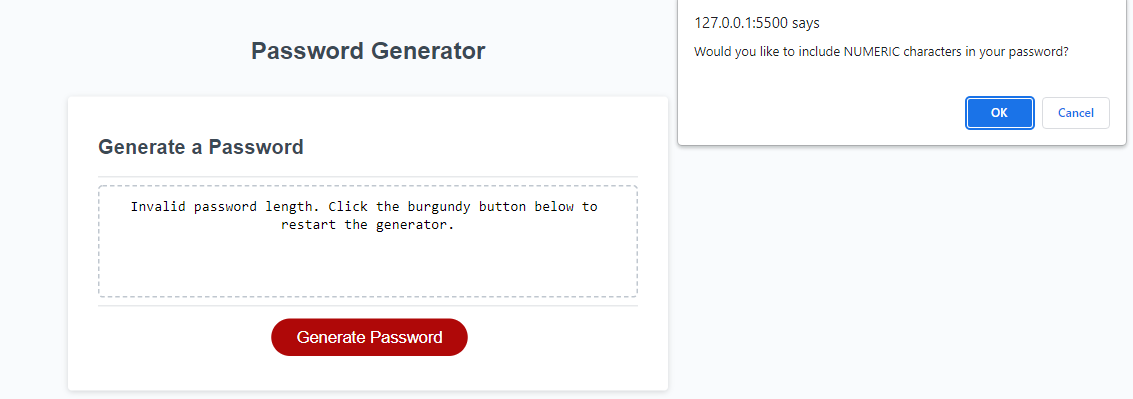 Password Generator
Generate a Password
Invalid password length. Click the burgundy button below to
restart the generator.
Generate Password
127.0.0.1:5500 says
Would you like to include NUMERIC characters in your password?
OK
Cancel